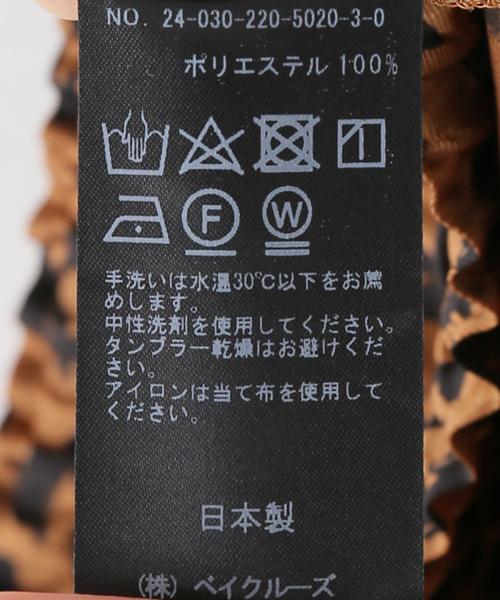 NO. 24-030-220-5020-3-0
ポリエステル 100%
F W
手洗いは水温30℃以下をお薦
めします。
中性洗剤を使用してください。
タンブラー乾燥はお避けくだ
さい。
アイロンは当て布を使用して
ください。
日本製
(株) ベイクルーズ